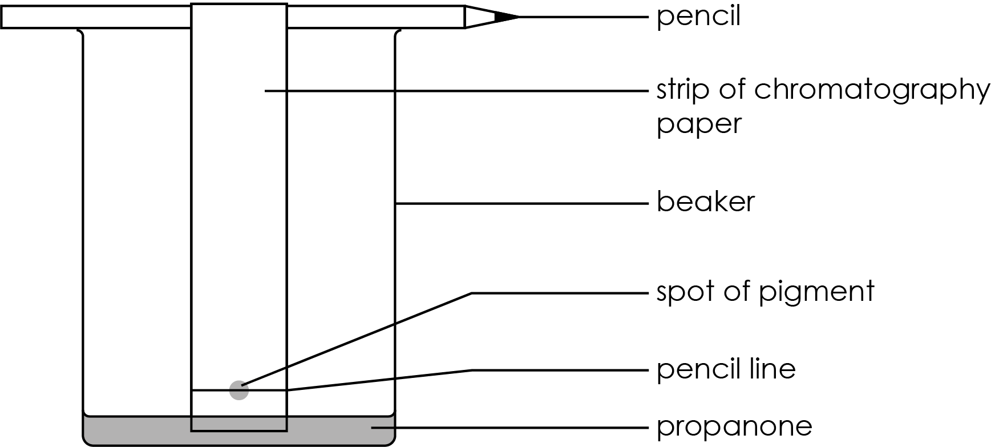 pencil
strip of chromatography
paper
beaker
spot of pigment
pencil line
propanone